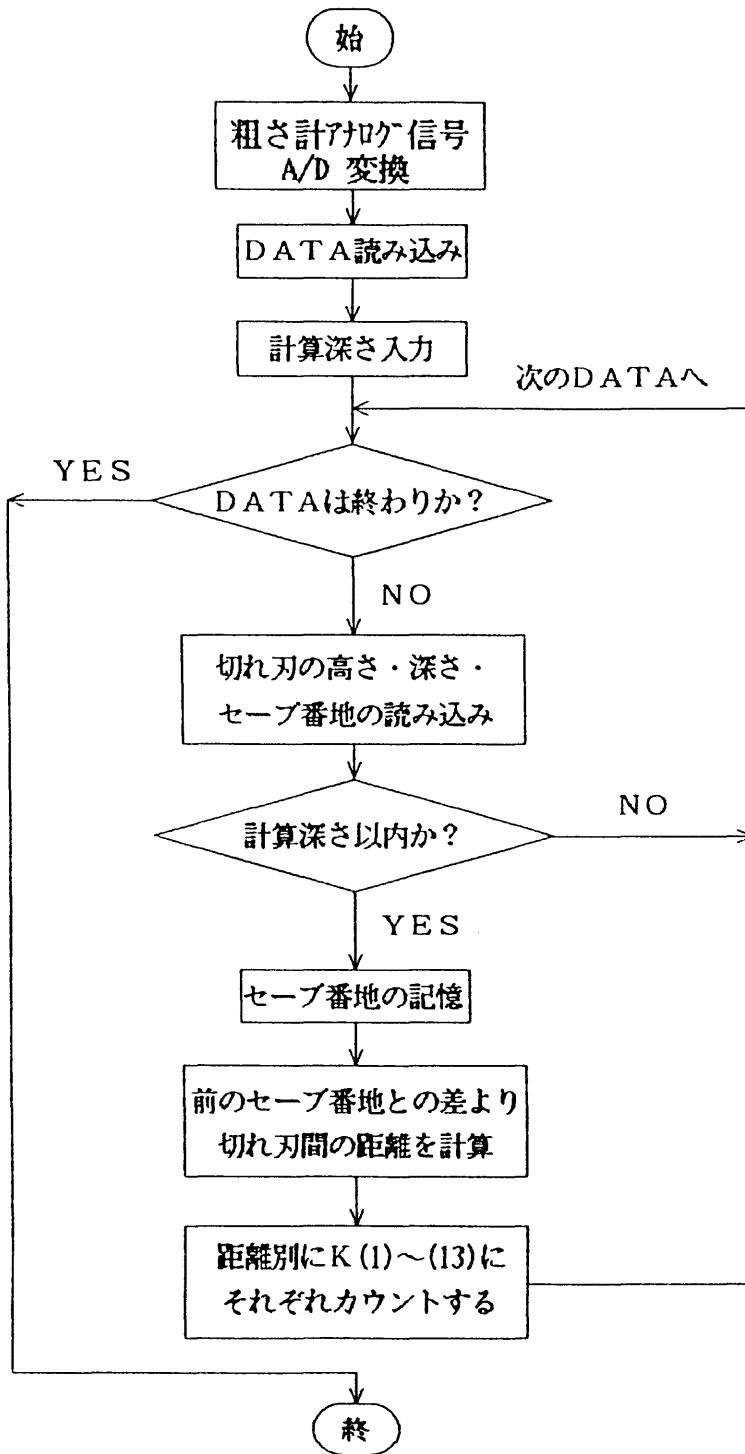 始
粗さ計アナログ信号
A/D 変換
DATA読み込み
計算深さ入力
次のDATAへ
YES
DATAは終わりか?
NO
切れ刃の高さ・深さ・
セーブ番地の読み込み
計算深さ以内か?
NO
YES
セーブ番地の記憶
前のセーブ番地との差より
切れ刃間の距離を計算
距離別にK(1)~(13)に
それぞれカウントする
終